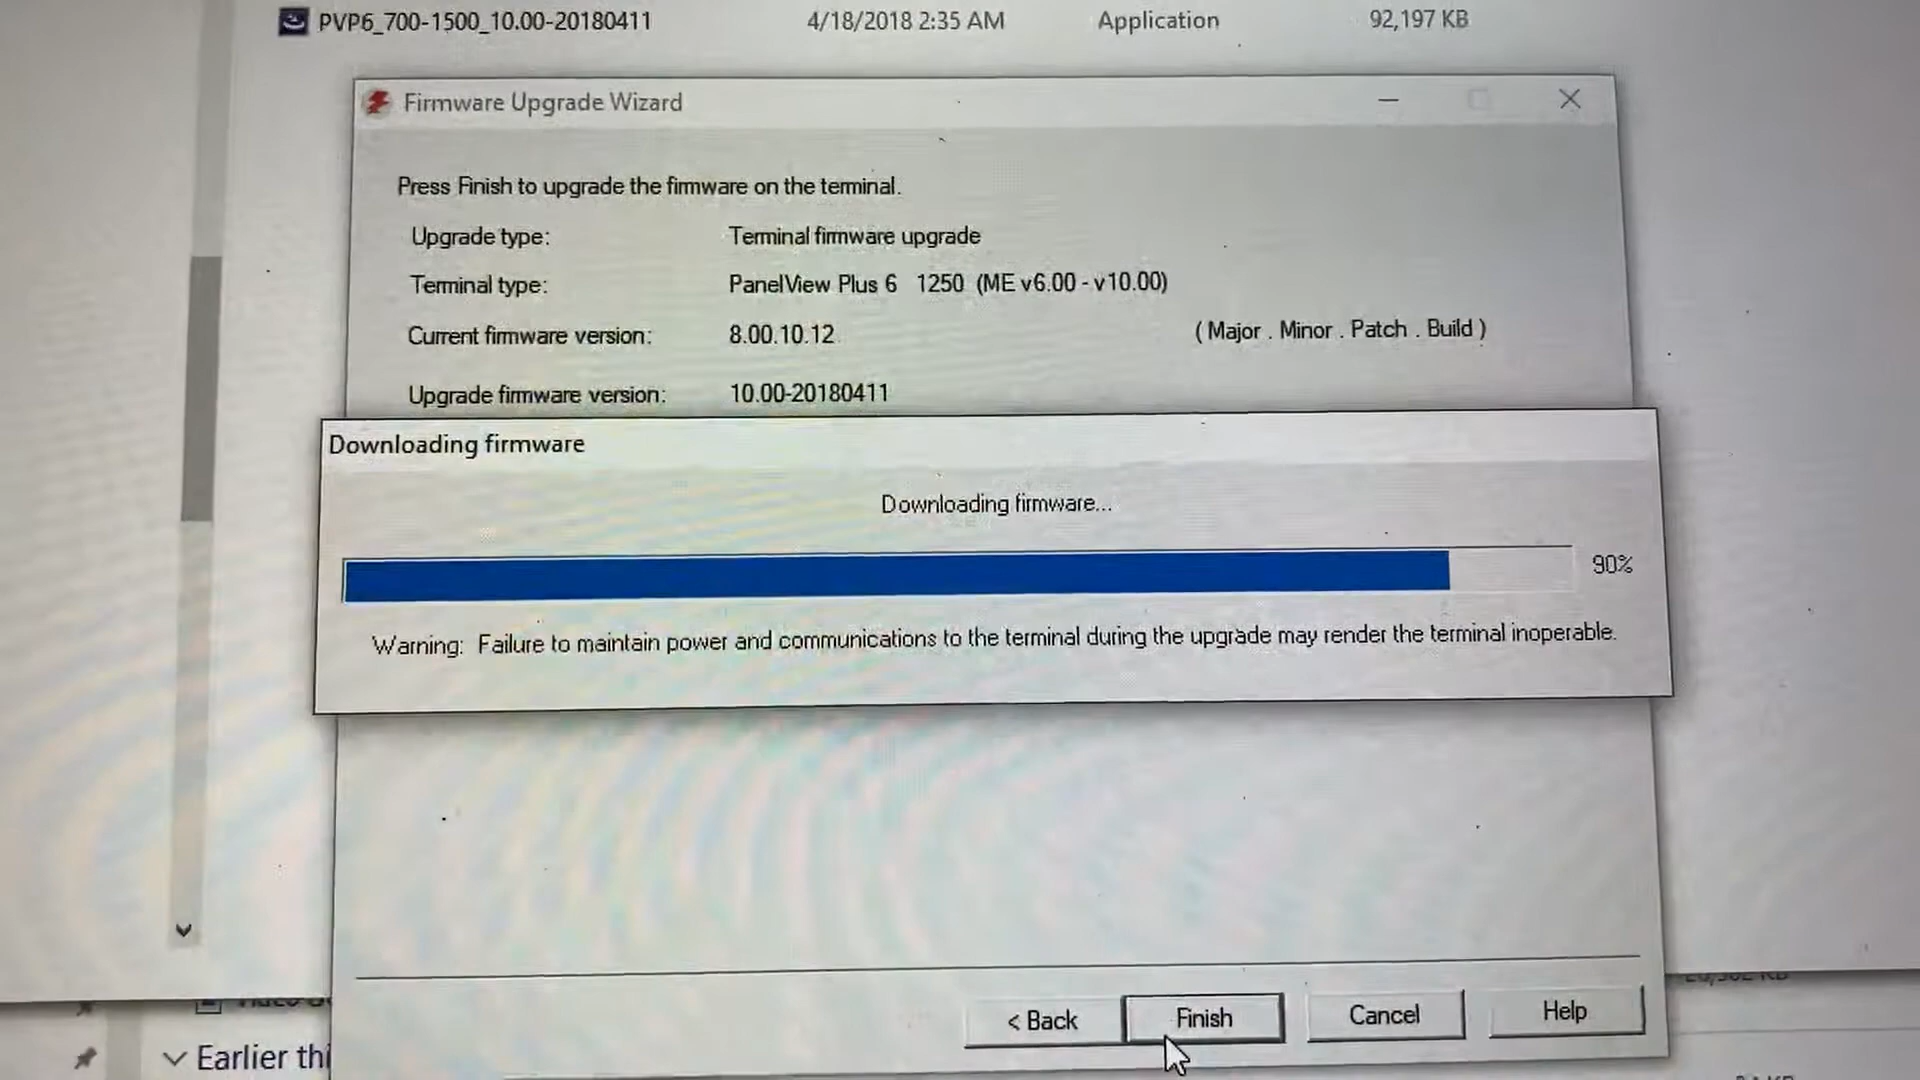 PVP6_700-1500_10.00-20180411 4/18/2018 2:35 AM Application 92,197 KB
Firmware Upgrade Wizard
Press Finish to upgrade the firmware on the terminal.
Upgrade type: Terminal firmware upgrade
Terminal type: PanelView Plus 6 1250 (ME v6.00 - v10.00)
Current firmware version: 8.00.10.12 ( Major . Minor . Patch . Build )
Upgrade firmware version: 10.00-20180411
Downloading firmware
Downloading firmware...
90%
Warning: Failure to maintain power and communications to the terminal during the upgrade may render the terminal inoperable.
< Back Finish Cancel Help
Earlier thi